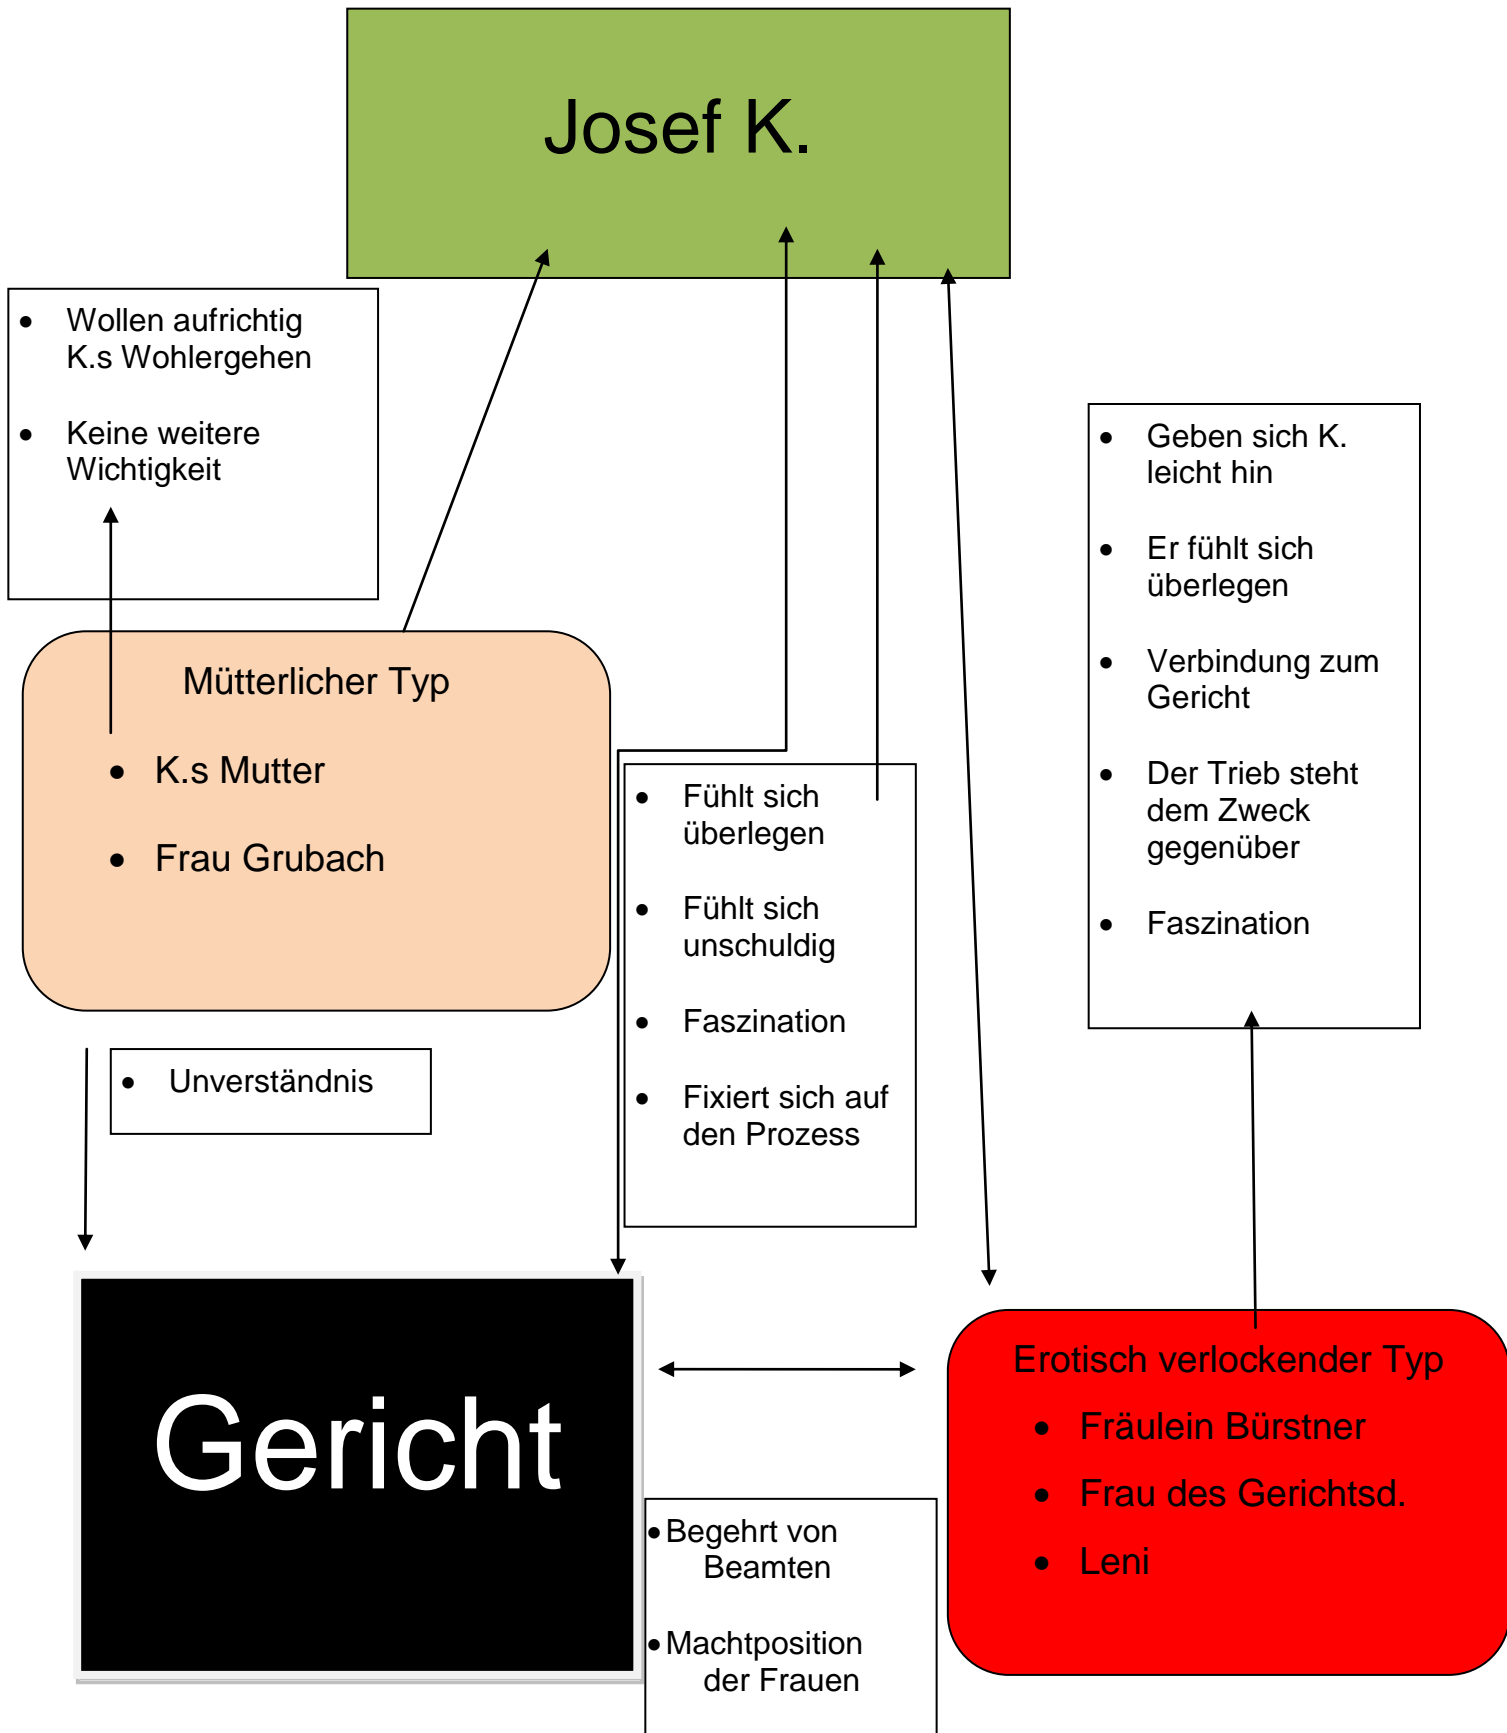 Josef K.
• Wollen aufrichtig
K.s Wohlergehen
• Keine weitere
Wichtigkeit
• Geben sich K.
leicht hin
• Er fühlt sich
überlegen
• Verbindung zum
Gericht
• Der Trieb steht
dem Zweck
gegenüber
• Faszination
Mütterlicher Typ
• K.s Mutter
• Frau Grubach
• Fühlt sich
überlegen
• Fühlt sich
unschuldig
• Faszination
• Fixiert sich auf
den Prozess
• Unverständnis
Gericht
Erotisch verlockender Typ
• Fräulein Bürstner
• Frau des Gerichtsd.
• Leni
• Begehrt von
Beamten
• Machtposition
der Frauen